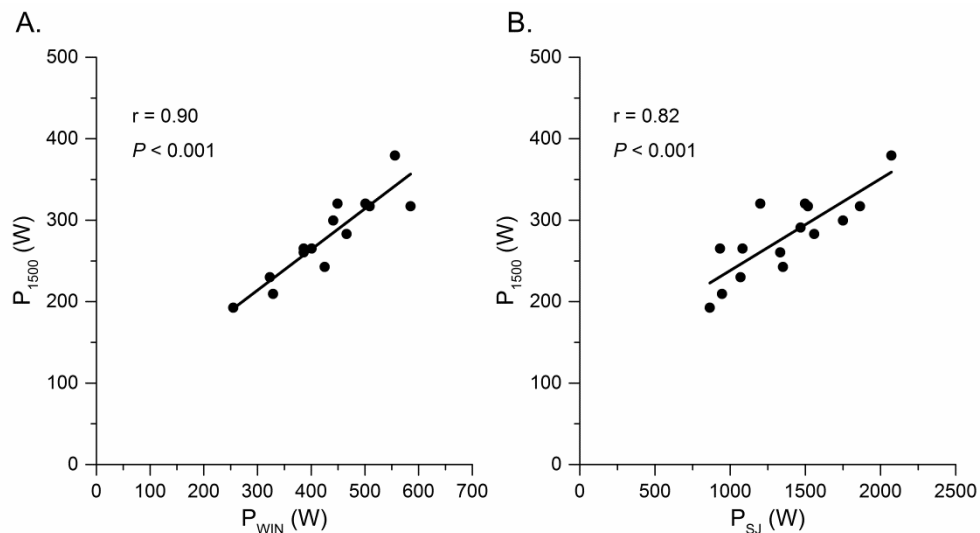 A.
500
400
300
200
100
0
P1500 (W)
r = 0.90
P < 0.001
0 100 200 300 400 500 600 700
PWIN (W)
B.
500
400
300
200
100
0
P1500 (W)
r = 0.82
P < 0.001
0 500 1000 1500 2000 2500
PSJ (W)